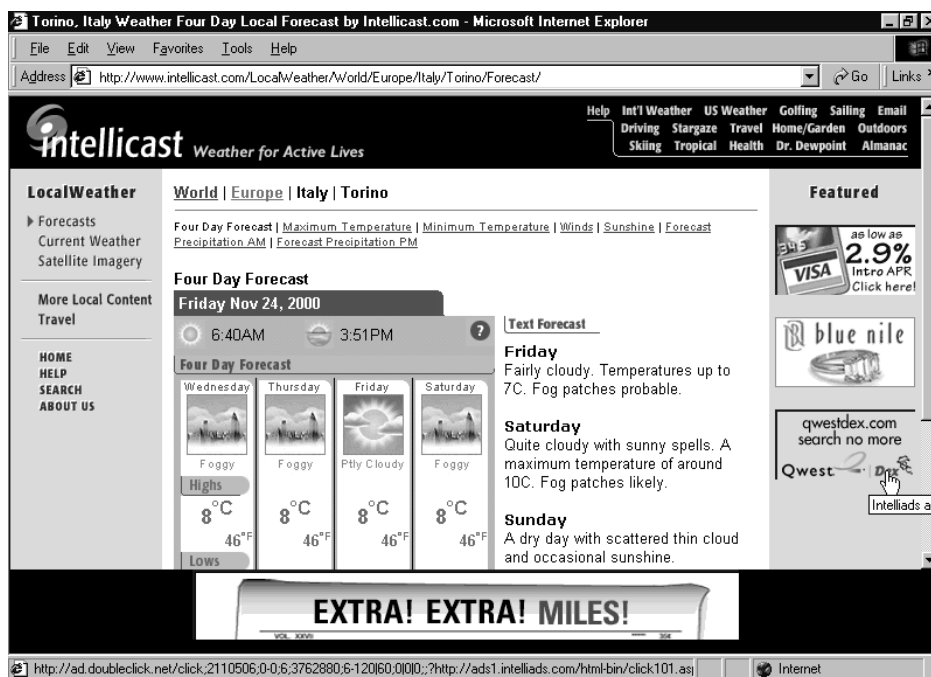 Torino, Italy Weather Four Day Local Forecast by Intellicast.com - Microsoft Internet Explorer
File Edit View Favorites Tools Help
Address http://www.intellicast.com/LocalWeather/World/Europe/Italy/Torino/Forecast/ Go Links
intellicast Weather for Active Lives
Help Int'l Weather US Weather Golfing Sailing Email
Driving Stargaze Travel Home/Garden Outdoors
Skiing Tropical Health Dr. Dewpoint Almanac
LocalWeather
Forecasts
Current Weather
Satellite Imagery
More Local Content
Travel
HOME
HELP
SEARCH
ABOUT US
World | Europe | Italy | Torino
Four Day Forecast | Maximum Temperature | Minimum Temperature | Winds | Sunshine | Forecast
Precipitation AM | Forecast Precipitation PM
Four Day Forecast
Friday Nov 24, 2000
6:40AM 3:51PM ?
Four Day Forecast
Wednesday Thursday Friday Saturday
Foggy Foggy Ptly Cloudy Foggy
Highs
8°C 8°C 8°C 8°C
46°F 46°F 46°F 46°F
Lows
Text Forecast
Friday
Fairly cloudy. Temperatures up to
7C. Fog patches probable.
Saturday
Quite cloudy with sunny spells. A
maximum temperature of around
10C. Fog patches likely.
Sunday
A dry day with scattered thin cloud
and occasional sunshine.
Featured
345
VISA
as low as
2.9%
Intro APR
Click here!
BN blue nile
qwestdex.com
search no more
Qwest Dex
Intelliads a
EXTRA! EXTRA! MILES!
VOL. XXVII 354
http://ad.doubleclick.net/click;2110506;0-0;6;3762880;6-120|60;0|0|0;;?http://ads1.intelliads.com/html-bin/click101.as
Internet